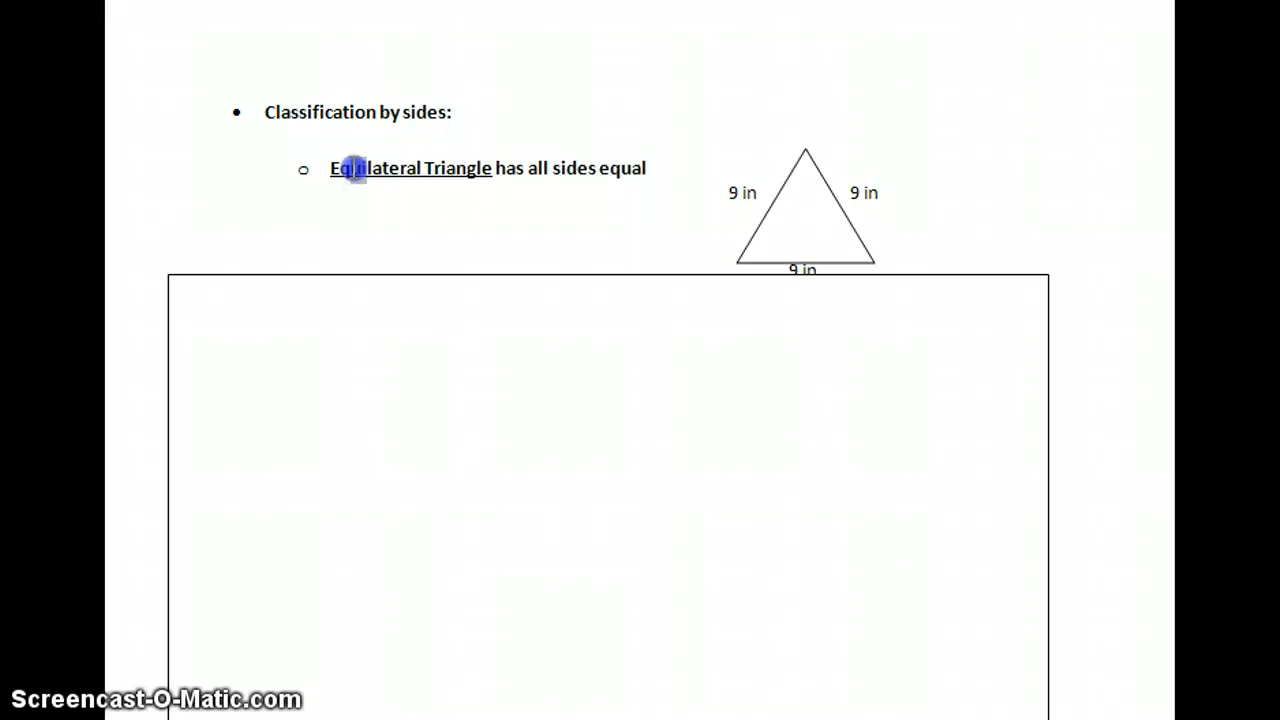 • Classification by sides:
o Equilateral Triangle has all sides equal
9 in 9 in
9 in
Screencast-O-Matic.com